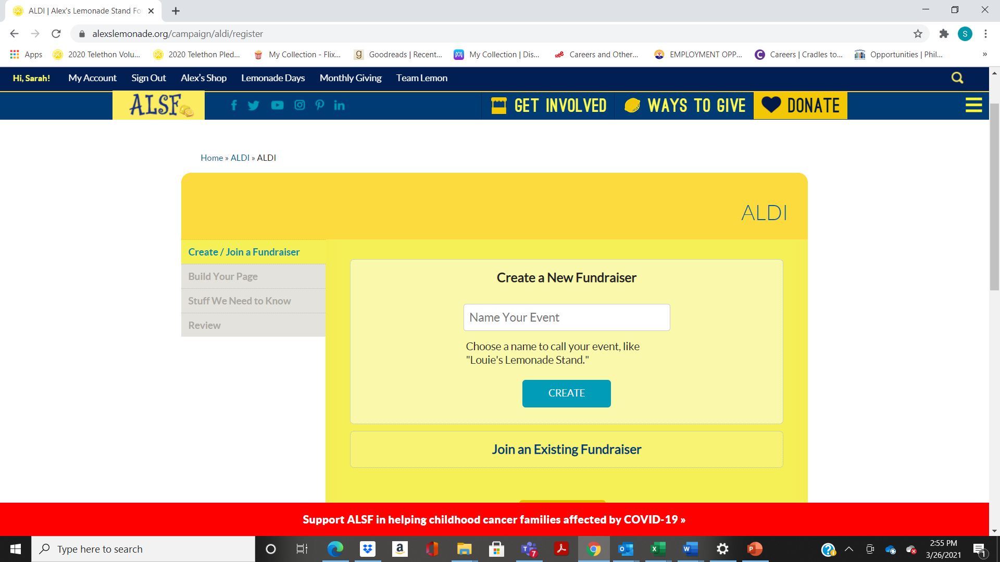 ALDI | Alex's Lemonade Stand Fo
alexslemonade.org/campaign/aldi/register
S
Apps
2020 Telethon Volu...
2020 Telethon Pled...
My Collection - Flix...
Goodreads | Recent...
My Collection | Dis...
Careers and Other...
EMPLOYMENT OPP...
Careers | Cradles to...
Opportunities | Phil...
»
Hi, Sarah!
My Account
Sign Out
Alex's Shop
Lemonade Days
Monthly Giving
Team Lemon
ALSF
GET INVOLVED
WAYS TO GIVE
DONATE
Home » ALDI » ALDI
ALDI
Create / Join a Fundraiser
Build Your Page
Stuff We Need to Know
Review
Create a New Fundraiser
Name Your Event
Choose a name to call your event, like
"Louie's Lemonade Stand."
CREATE
Join an Existing Fundraiser
Support ALSF in helping childhood cancer families affected by COVID-19 »
Type here to search
7
2:55 PM
3/26/2021
1